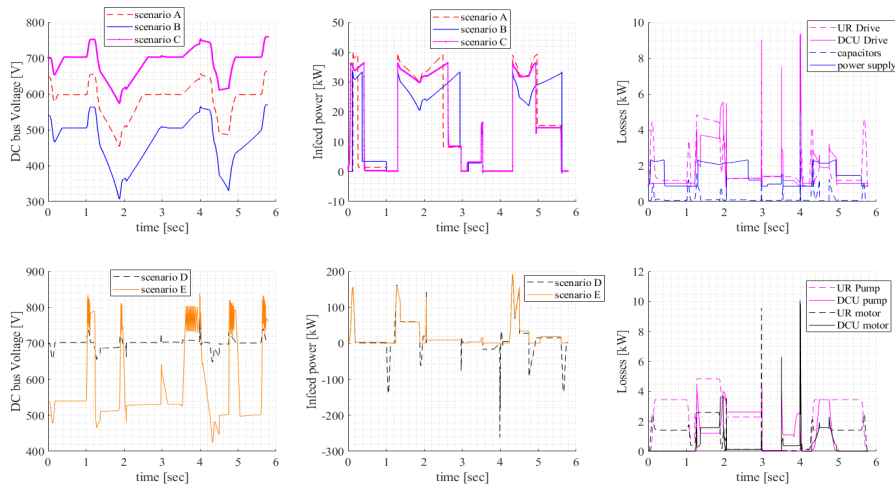 scenario A
scenario B
scenario C
DC bus Voltage [V]
800
700
600
500
400
300
0 1 2 3 4 5 6
time [sec]
scenario A
scenario B
scenario C
Infeed power [kW]
50
40
30
20
10
0
-10
0 1 2 3 4 5 6
time [sec]
UR Drive
DCU Drive
capacitors
power supply
Losses [kW]
10
8
6
4
2
0
0 1 2 3 4 5 6 7 8
time [sec]
scenario D
scenario E
DC bus Voltage [V]
900
800
700
600
500
400
0 1 2 3 4 5 6
time [sec]
scenario D
scenario E
Infeed power [kW]
200
100
0
-100
-200
-300
0 1 2 3 4 5 6
time [sec]
UR Pump
DCU pump
UR motor
DCU motor
Losses [kW]
12
10
8
6
4
2
0
0 1 2 3 4 5 6 7 8
time [sec]